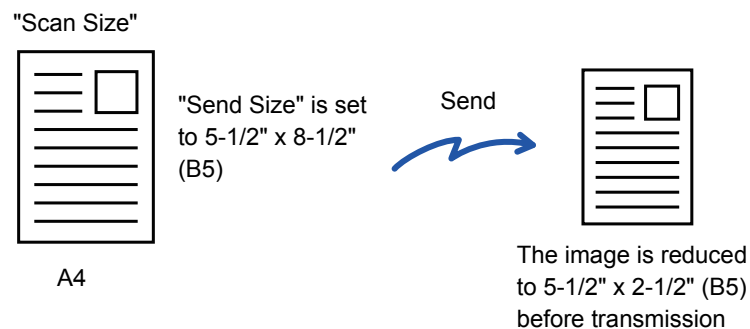 "Scan Size"
A4
"Send Size" is set
to 5-1/2" x 8-1/2"
(B5)
Send
The image is reduced
to 5-1/2" x 2-1/2" (B5)
before transmission